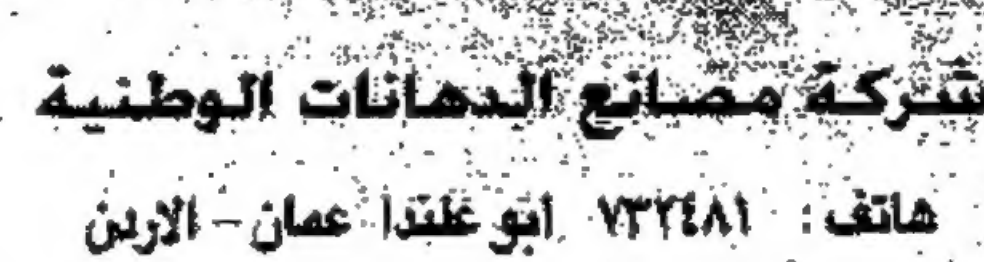 شركة مصانع الدهانات الوطنية
هاتف : ٧٣٢٤٨١ ابو علندا عمان - الاردن